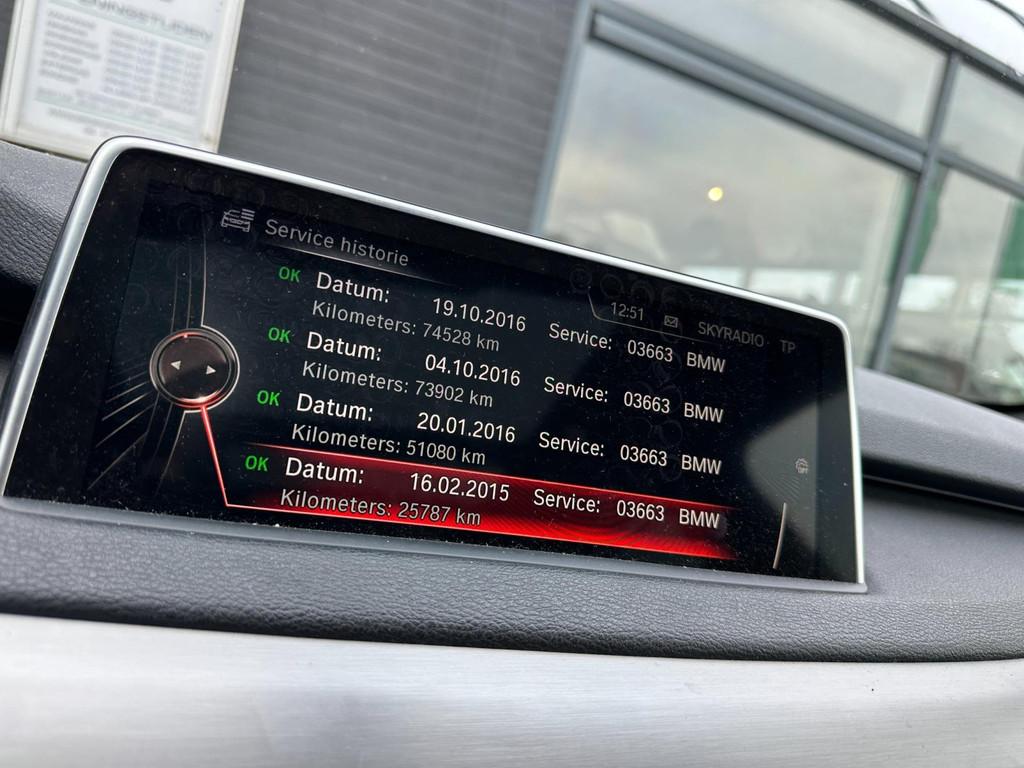 OPENINGSTIJDEN
Service historie
12:51 SKYRADIO TP
OK Datum: 19.10.2016 Service: 03663 BMW
Kilometers: 74528 km
OK Datum: 04.10.2016 Service: 03663 BMW
Kilometers: 73902 km
OK Datum: 20.01.2016 Service: 03663 BMW
Kilometers: 51080 km
OK Datum: 16.02.2015 Service: 03663 BMW
Kilometers: 25787 km
OFF